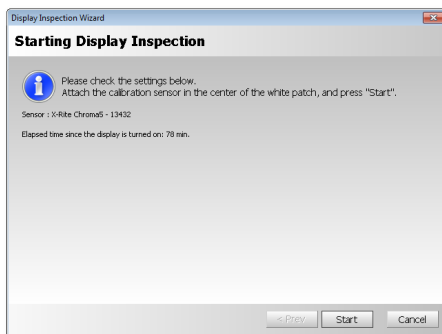 Display Inspection Wizard
Starting Display Inspection
Please check the settings below.
Attach the calibration sensor in the center of the white patch, and press "Start".
Sensor : X-Rite Chroma5 - 13432
Elapsed time since the display is turned on: 78 min.
< Prev Start Cancel